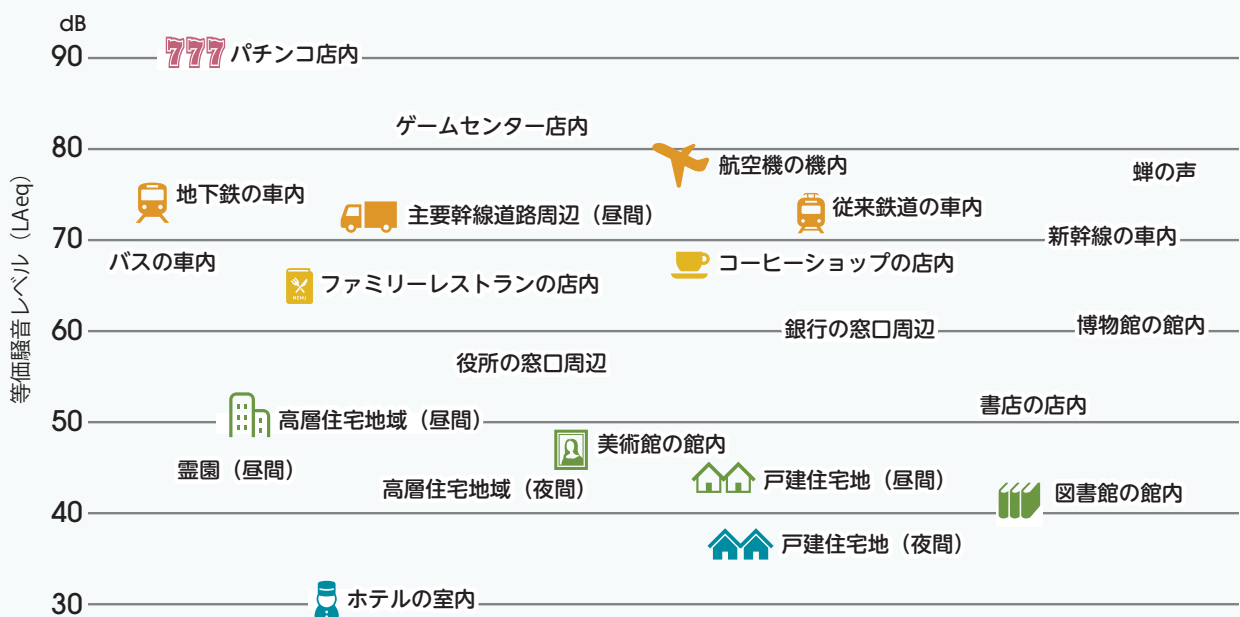 dB
90
777 パチンコ店内
ゲームセンター店内
80
航空機の機内
蝉の声
地下鉄の車内
主要幹線道路周辺（昼間）
従来鉄道の車内
70
新幹線の車内
バスの車内
コーヒーショップの店内
MENU
ファミリーレストランの店内
60
銀行の窓口周辺
博物館の館内
役所の窓口周辺
書店の店内
50
高層住宅地域（昼間）
美術館の館内
霊園（昼間）
高層住宅地域（夜間）
戸建住宅地（昼間）
図書館の館内
40
戸建住宅地（夜間）
30
ホテルの室内
等価騒音レベル（LAeq）